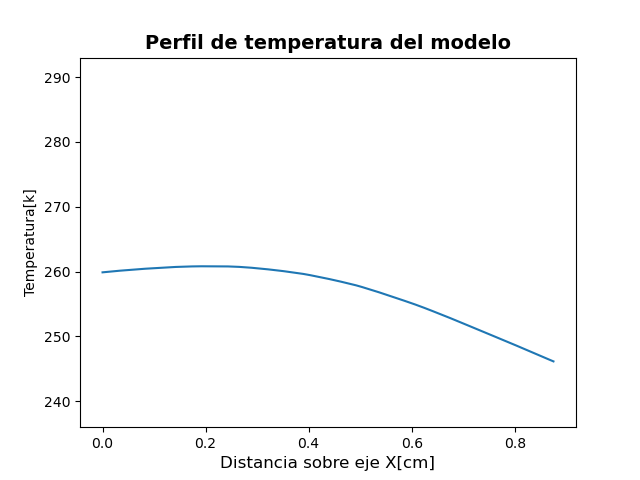 Perfil de temperatura del modelo
290
280
270
260
250
240
Temperatura[k]
0.0 0.2 0.4 0.6 0.8
Distancia sobre eje X[cm]